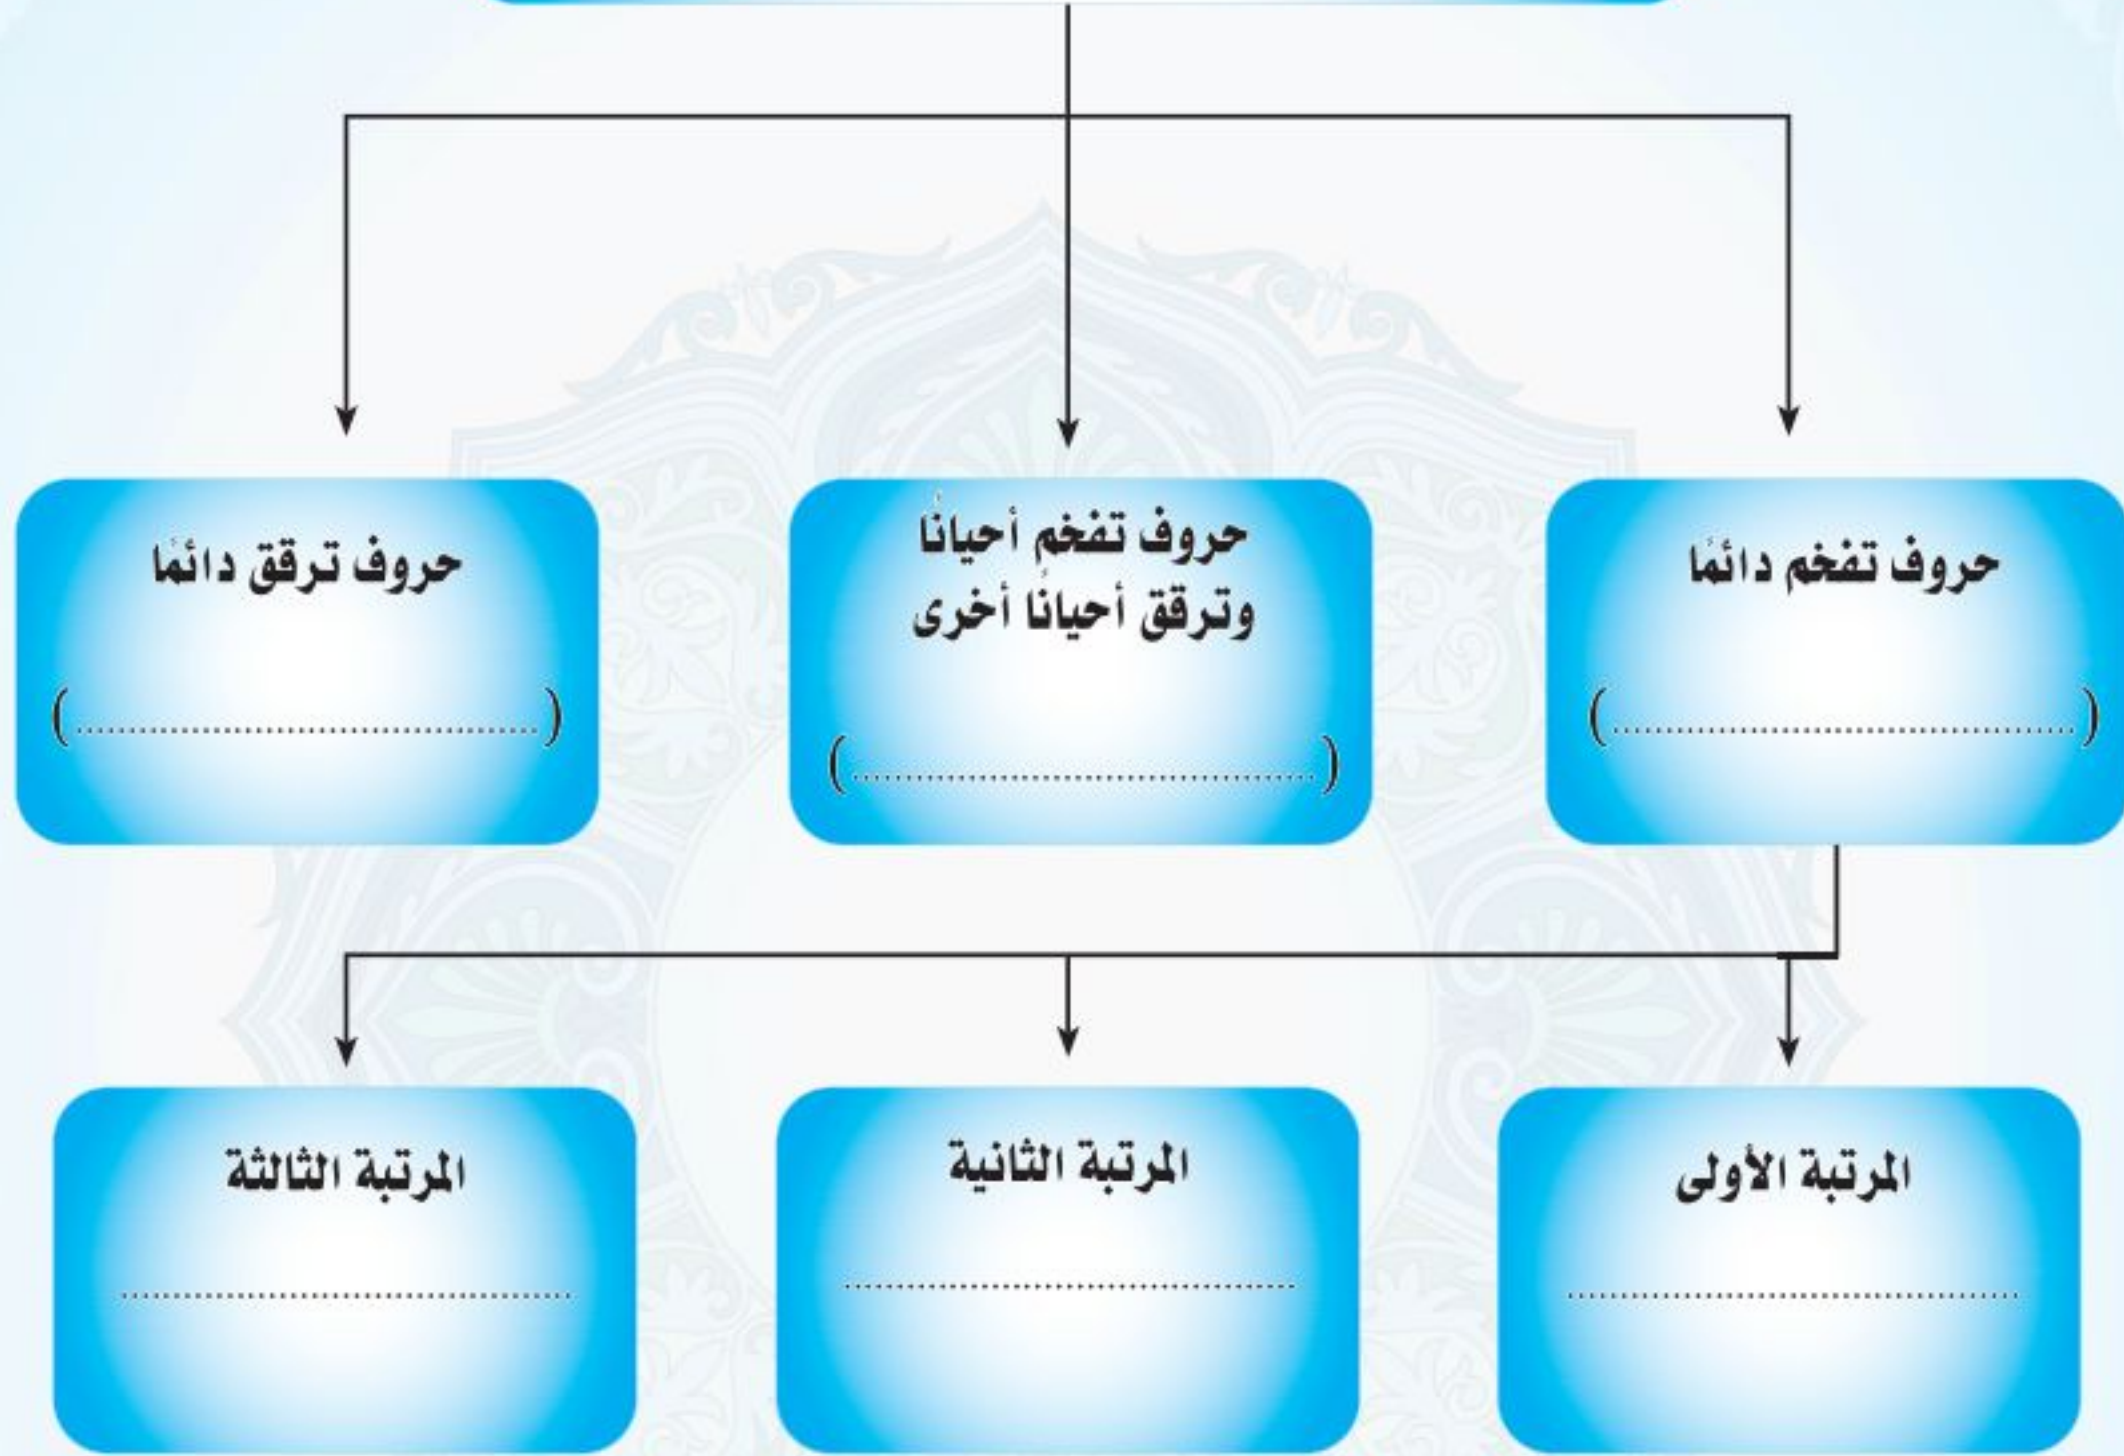 حروف تفخم دائمًا
(......................................)
حروف تفخم أحيانًا
وترقق أحيانًا أخرى
(......................................)
حروف ترقق دائمًا
(......................................)
المرتبة الأولى
......................................
المرتبة الثانية
......................................
المرتبة الثالثة
......................................